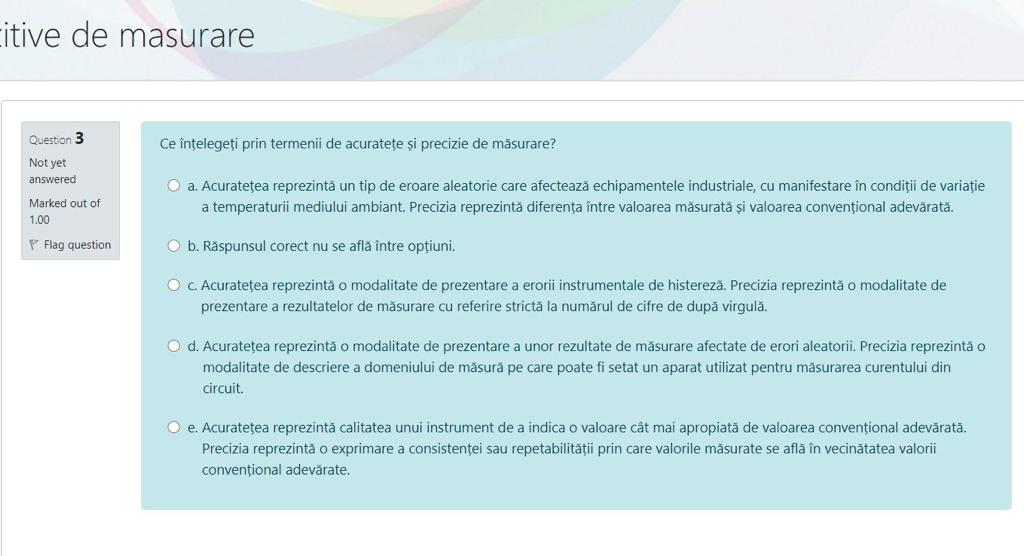 itive de masurare
Question 3
Not yet
answered
Marked out of
1.00
Flag question
Ce înțelegeți prin termenii de acuratețe și precizie de măsurare?
a. Acuratețea reprezintă un tip de eroare aleatorie care afectează echipamentele industriale, cu manifestare în condiții de variație
a temperaturii mediului ambiant. Precizia reprezintă diferența între valoarea măsurată și valoarea convențional adevărată.
b. Răspunsul corect nu se află între opțiuni.
c. Acuratețea reprezintă o modalitate de prezentare a erorii instrumentale de histereză. Precizia reprezintă o modalitate de
prezentare a rezultatelor de măsurare cu referire strictă la numărul de cifre de după virgulă.
d. Acuratețea reprezintă o modalitate de prezentare a unor rezultate de măsurare afectate de erori aleatorii. Precizia reprezintă o
modalitate de descriere a domeniului de măsură pe care poate fi setat un aparat utilizat pentru măsurarea curentului din
circuit.
e. Acuratețea reprezintă calitatea unui instrument de a indica o valoare cât mai apropiată de valoarea convențional adevărată.
Precizia reprezintă o exprimare a consistenței sau repetabilității prin care valorile măsurate se află în vecinătatea valorii
convențional adevărate.